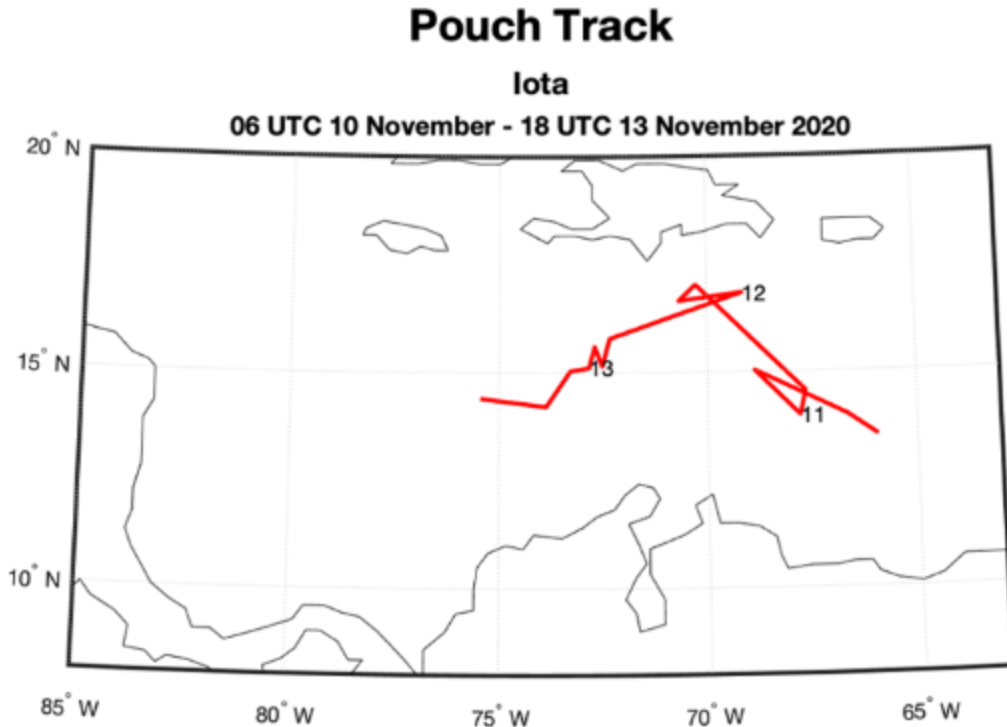 Pouch Track
Iota
06 UTC 10 November - 18 UTC 13 November 2020
20° N
12
15° N
13
11
10° N
85° W
80° W
75° W
70° W
65° W